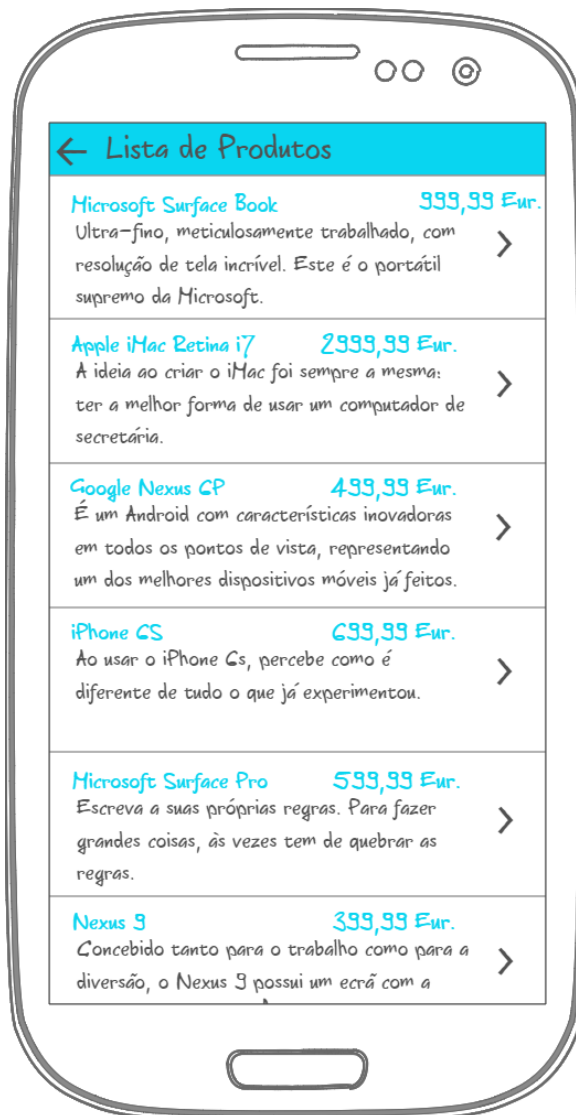 Lista de Produtos
Microsoft Surface Book 999,99 Eur.
Ultra-fino, meticulosamente trabalhado, com
resolução de tela incrível. Este é o portátil
supremo da Microsoft.
Apple iMac Retina i7 2999,99 Eur.
A ideia ao criar o iMac foi sempre a mesma:
ter a melhor forma de usar um computador de
secretária.
Google Nexus 6P 499,99 Eur.
É um Android com características inovadoras
em todos os pontos de vista, representando
um dos melhores dispositivos móveis já feitos.
iPhone 6S 699,99 Eur.
Ao usar o iPhone 6s, percebe como é
diferente de tudo o que já experimentou.
Microsoft Surface Pro 599,99 Eur.
Escreva a suas próprias regras. Para fazer
grandes coisas, às vezes tem de quebrar as
regras.
Nexus 9 399,99 Eur.
Concebido tanto para o trabalho como para a
diversão, o Nexus 9 possui um ecrã com a